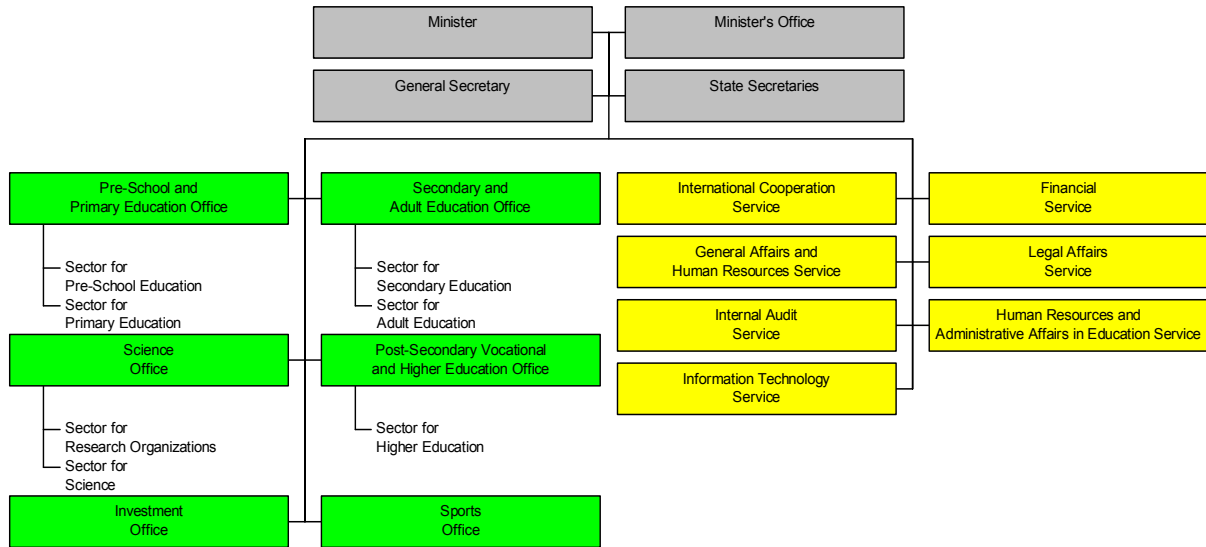 Minister
Minister's Office
General Secretary
State Secretaries
Pre-School and
Primary Education Office
Secondary and
Adult Education Office
International Cooperation
Service
Financial
Service
Sector for
Pre-School Education
Sector for
Primary Education
Sector for
Secondary Education
Sector for
Adult Education
General Affairs and
Human Resources Service
Legal Affairs
Service
Internal Audit
Service
Human Resources and
Administrative Affairs in Education Service
Science
Office
Post-Secondary Vocational
and Higher Education Office
Information Technology
Service
Sector for
Research Organizations
Sector for
Science
Sector for
Higher Education
Investment
Office
Sports
Office